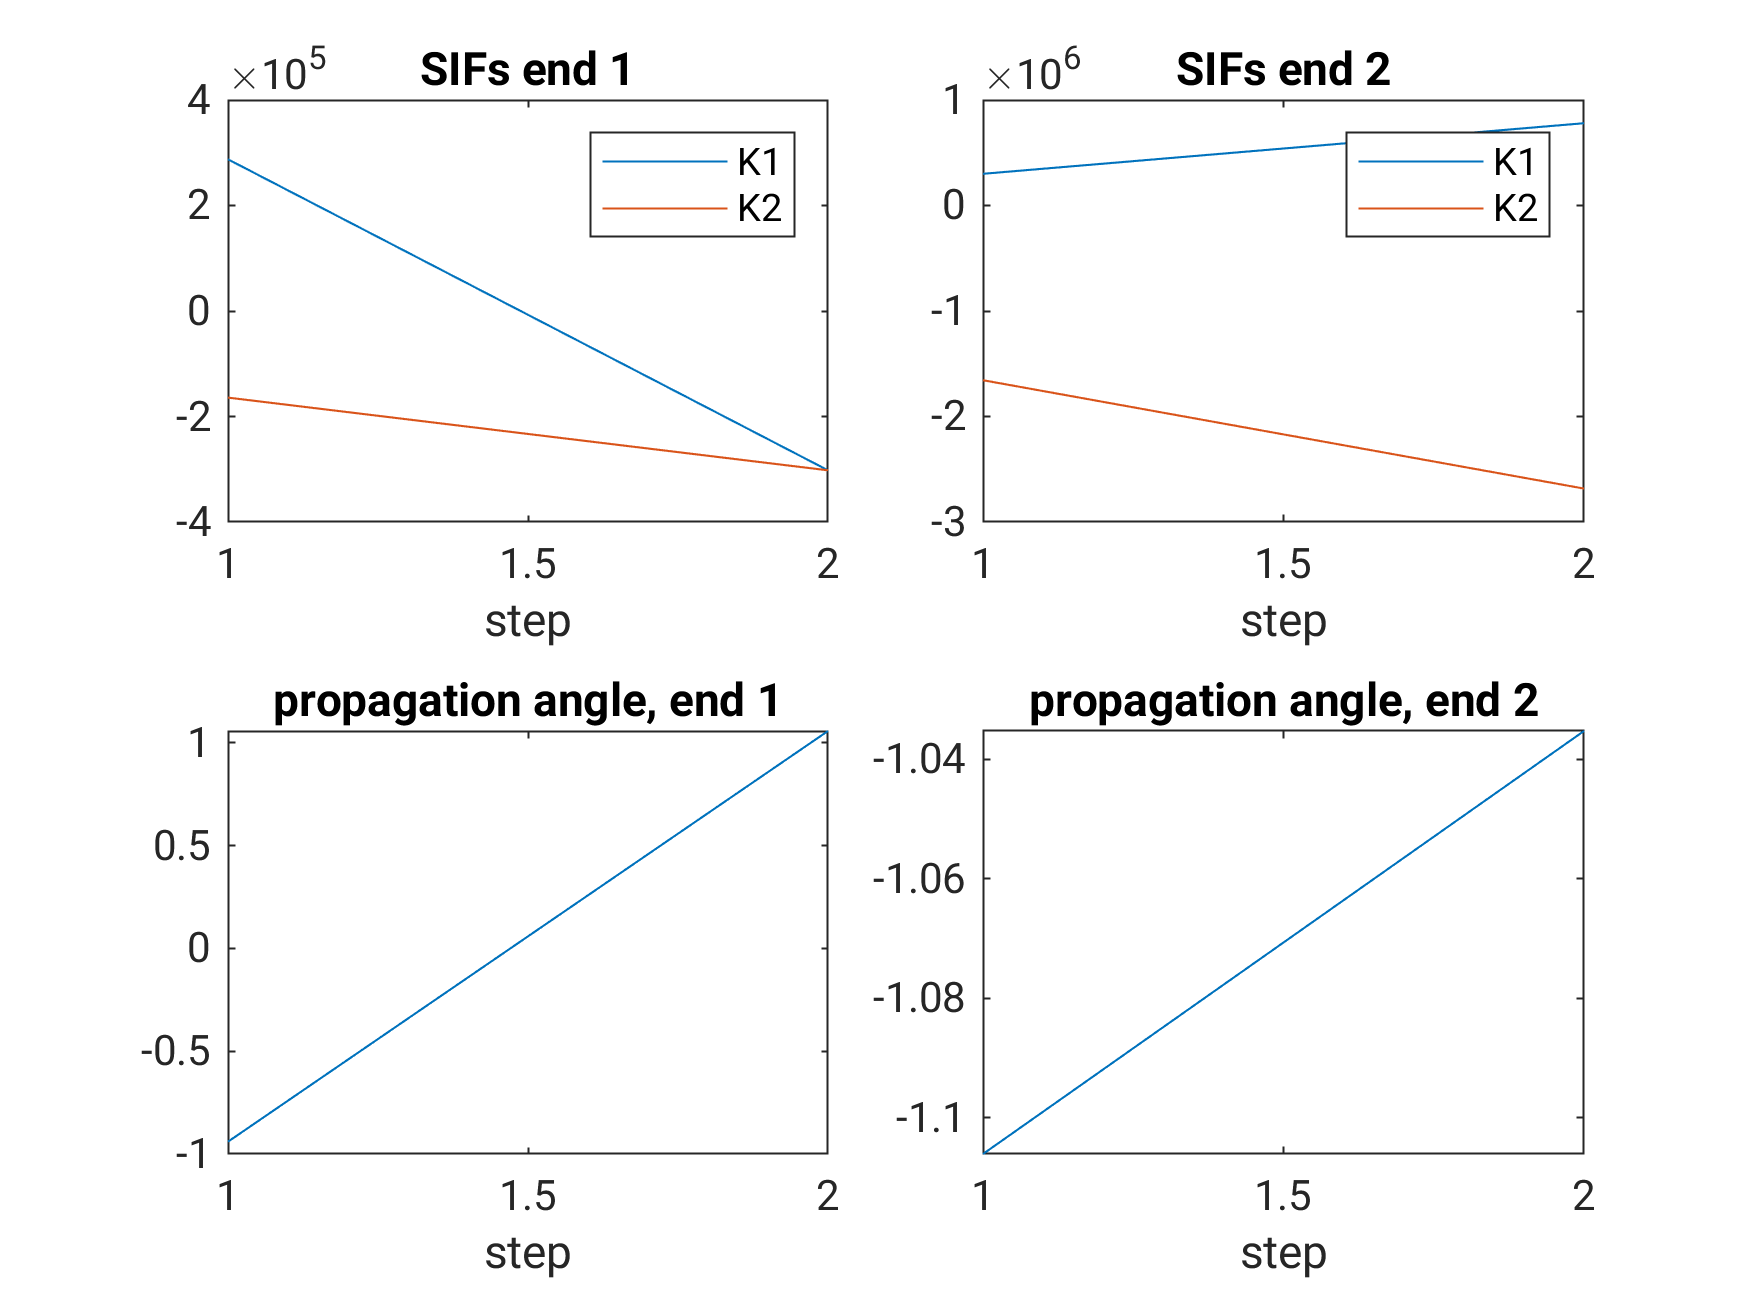 SIFs end 1
×10^5
4
2
0
-2
-4
1 1.5 2
step
K1
K2
SIFs end 2
×10^6
1
0
-1
-2
-3
1 1.5 2
step
K1
K2
propagation angle, end 1
1
0.5
0
-0.5
-1
1 1.5 2
step
propagation angle, end 2
-1.04
-1.06
-1.08
-1.1
1 1.5 2
step